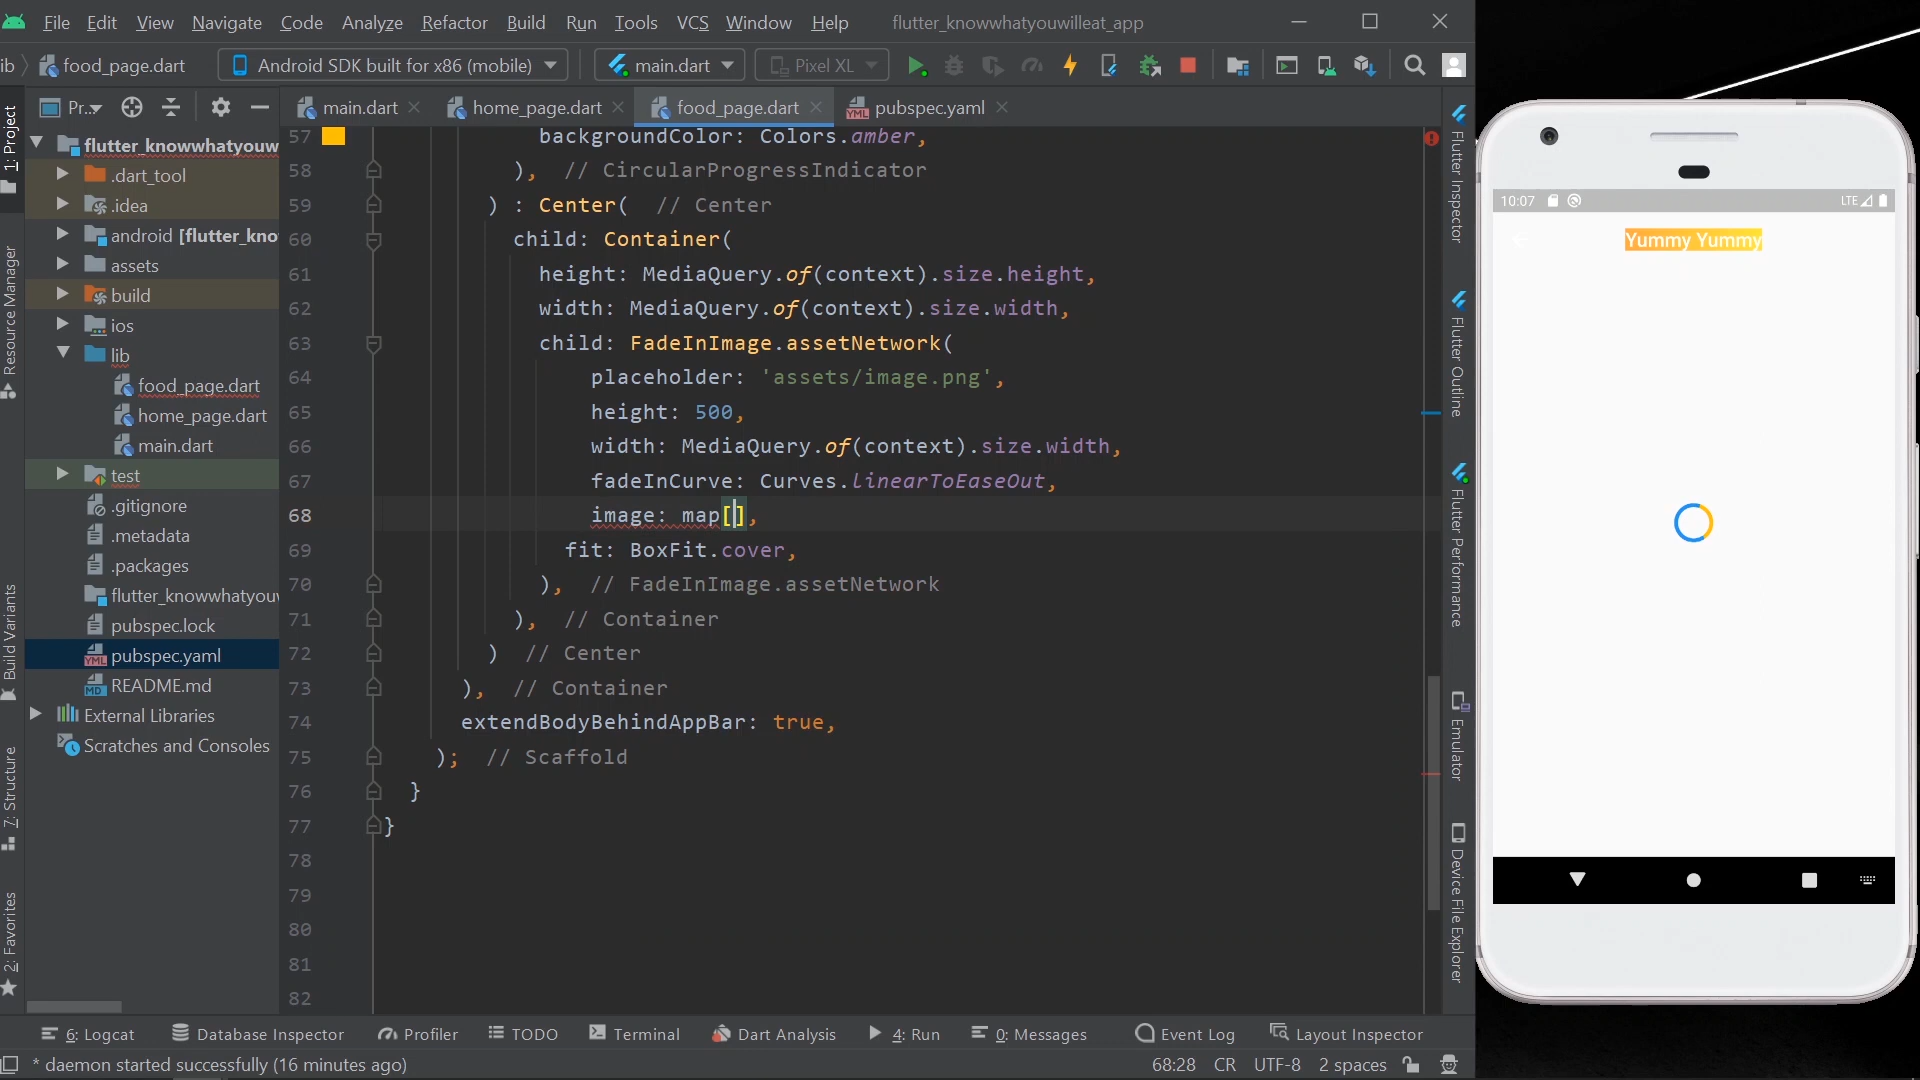 File Edit View Navigate Code Analyze Refactor Build Run Tools VCS Window Help flutter_knowwhatyouwilleat_app
ib food_page.dart Android SDK built for x86 (mobile) main.dart Pixel XL
Pr... main.dart home_page.dart food_page.dart pubspec.yaml
1: Project
Resource Manager
Build Variants
7: Structure
2: Favorites
flutter_knowwhatyouw
.dart_tool
.idea
android [flutter_kno
assets
build
ios
lib
food_page.dart
home_page.dart
main.dart
test
.gitignore
.metadata
.packages
flutter_knowwhatyouw
pubspec.lock
pubspec.yaml
README.md
External Libraries
Scratches and Consoles
57 backgroundColor: Colors.amber,
58 ), // CircularProgressIndicator
59 ) : Center( // Center
60 child: Container(
61 height: MediaQuery.of(context).size.height,
62 width: MediaQuery.of(context).size.width,
63 child: FadeInImage.assetNetwork(
64 placeholder: 'assets/image.png',
65 height: 500,
66 width: MediaQuery.of(context).size.width,
67 fadeInCurve: Curves.linearToEaseOut,
68 image: map[],
69 fit: BoxFit.cover,
70 ), // FadeInImage.assetNetwork
71 ), // Container
72 ) // Center
73 ), // Container
74 extendBodyBehindAppBar: true,
75 ); // Scaffold
76 }
77 }
78
79
80
81
82
Flutter Inspector
Flutter Outline
Flutter Performance
Emulator
Device File Explorer
10:07 LTE
Yummy Yummy
6: Logcat Database Inspector Profiler TODO Terminal Dart Analysis 4: Run 0: Messages Event Log Layout Inspector
* daemon started successfully (16 minutes ago) 68:28 CR UTF-8 2 spaces